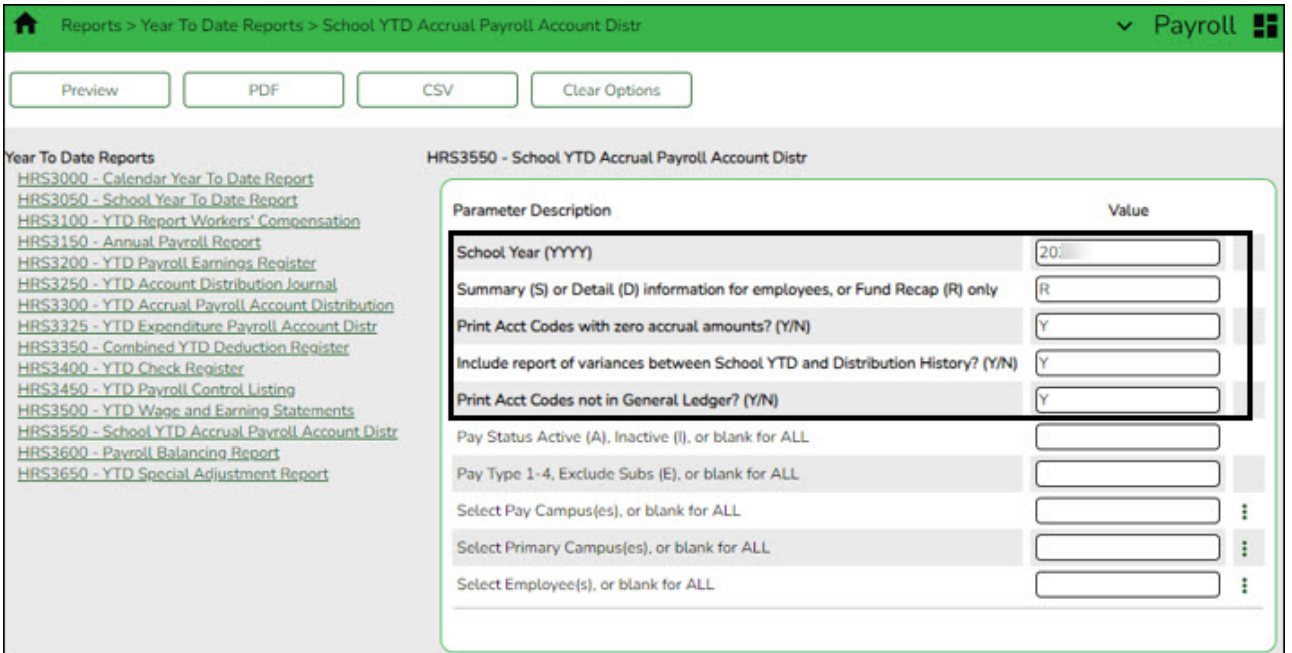 Reports > Year To Date Reports > School YTD Accrual Payroll Account Distr
Payroll
Preview
PDF
CSV
Clear Options
Year To Date Reports
HRS3000 - Calendar Year To Date Report
HRS3050 - School Year To Date Report
HRS3100 - YTD Report Workers' Compensation
HRS3150 - Annual Payroll Report
HRS3200 - YTD Payroll Earnings Register
HRS3250 - YTD Account Distribution Journal
HRS3300 - YTD Accrual Payroll Account Distribution
HRS3325 - YTD Expenditure Payroll Account Distr
HRS3350 - Combined YTD Deduction Register
HRS3400 - YTD Check Register
HRS3450 - YTD Payroll Control Listing
HRS3500 - YTD Wage and Earning Statements
HRS3550 - School YTD Accrual Payroll Account Distr
HRS3600 - Payroll Balancing Report
HRS3650 - YTD Special Adjustment Report
HRS3550 - School YTD Accrual Payroll Account Distr
Parameter Description Value
School Year (YYYY)
Summary (S) or Detail (D) information for employees, or Fund Recap (R) only R
Print Acct Codes with zero accrual amounts? (Y/N) Y
Include report of variances between School YTD and Distribution History? (Y/N) Y
Print Acct Codes not in General Ledger? (Y/N) Y
Pay Status Active (A), Inactive (I), or blank for ALL
Pay Type 1-4, Exclude Subs (E), or blank for ALL
Select Pay Campus(es), or blank for ALL
Select Primary Campus(es), or blank for ALL
Select Employee(s), or blank for ALL